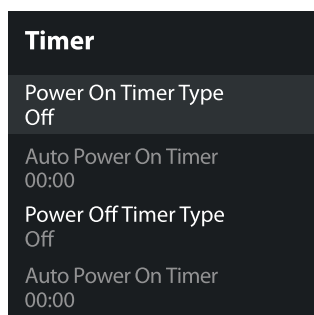 Timer
Power On Timer Type
Off
Auto Power On Timer
00:00
Power Off Timer Type
Off
Auto Power On Timer
00:00